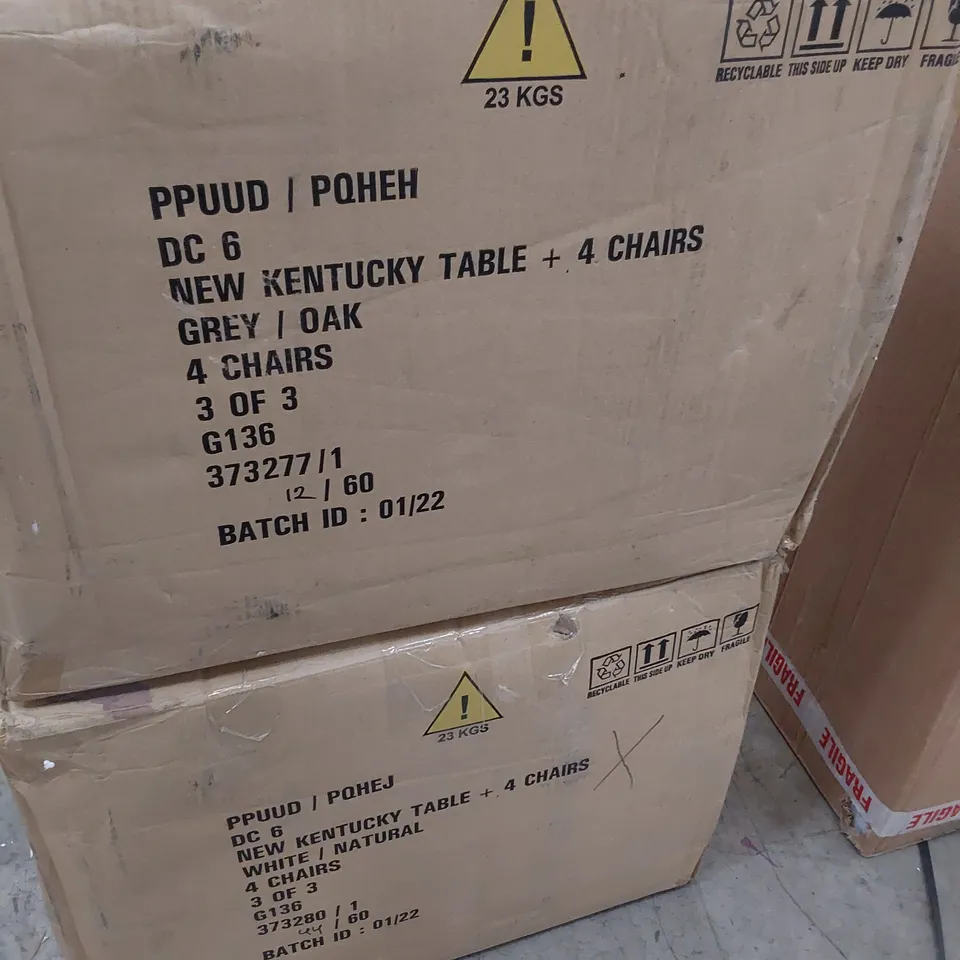 23 KGS
RECYCLABLE THIS SIDE UP KEEP DRY FRAGILE
PPUUD / PQHEH
DC 6
NEW KENTUCKY TABLE + 4 CHAIRS
GREY / OAK
4 CHAIRS
3 OF 3
G136
373277/1
12 / 60
BATCH ID : 01/22
RECYCLABLE THIS SIDE UP KEEP DRY FRAGILE
23 KGS
X
PPUUD / PQHEJ
DC 6
NEW KENTUCKY TABLE + 4 CHAIRS
WHITE / NATURAL
4 CHAIRS
3 OF 3
G136
373280 / 1
44 / 60
BATCH ID : 01/22
FRAGILE
FRAGILE
FRAGILE